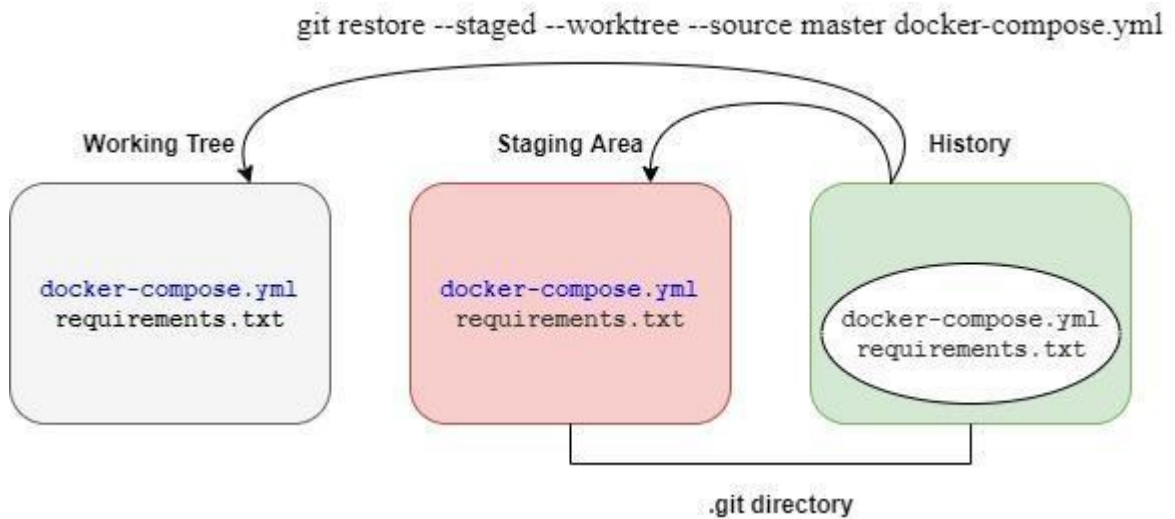 git restore --staged --worktree --source master docker-compose.yml
Working Tree
Staging Area
History
docker-compose.yml
requirements.txt
docker-compose.yml
requirements.txt
docker-compose.yml
requirements.txt
.git directory